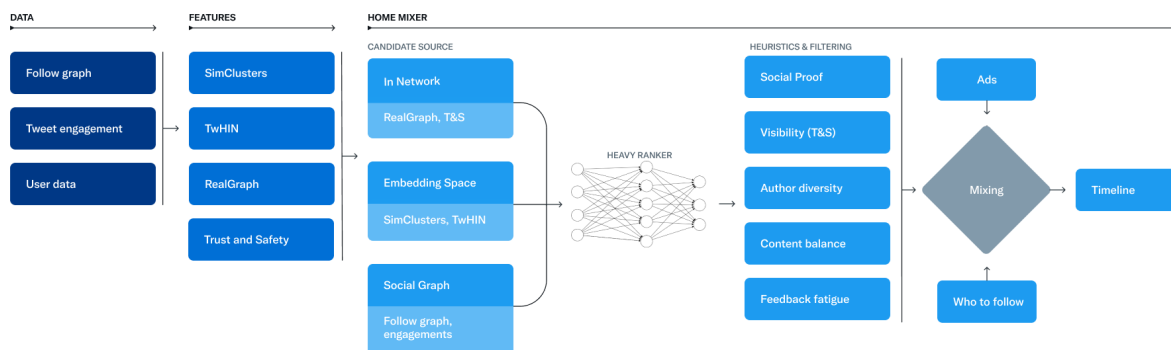 DATA
FEATURES
HOME MIXER
Follow graph
Tweet engagement
User data
SimClusters
TwHIN
RealGraph
Trust and Safety
CANDIDATE SOURCE
In Network
RealGraph, T&S
Embedding Space
SimClusters, TwHIN
Social Graph
Follow graph,
engagements
HEAVY RANKER
HEURISTICS & FILTERING
Social Proof
Visibility (T&S)
Author diversity
Content balance
Feedback fatigue
Ads
Mixing
Who to follow
Timeline